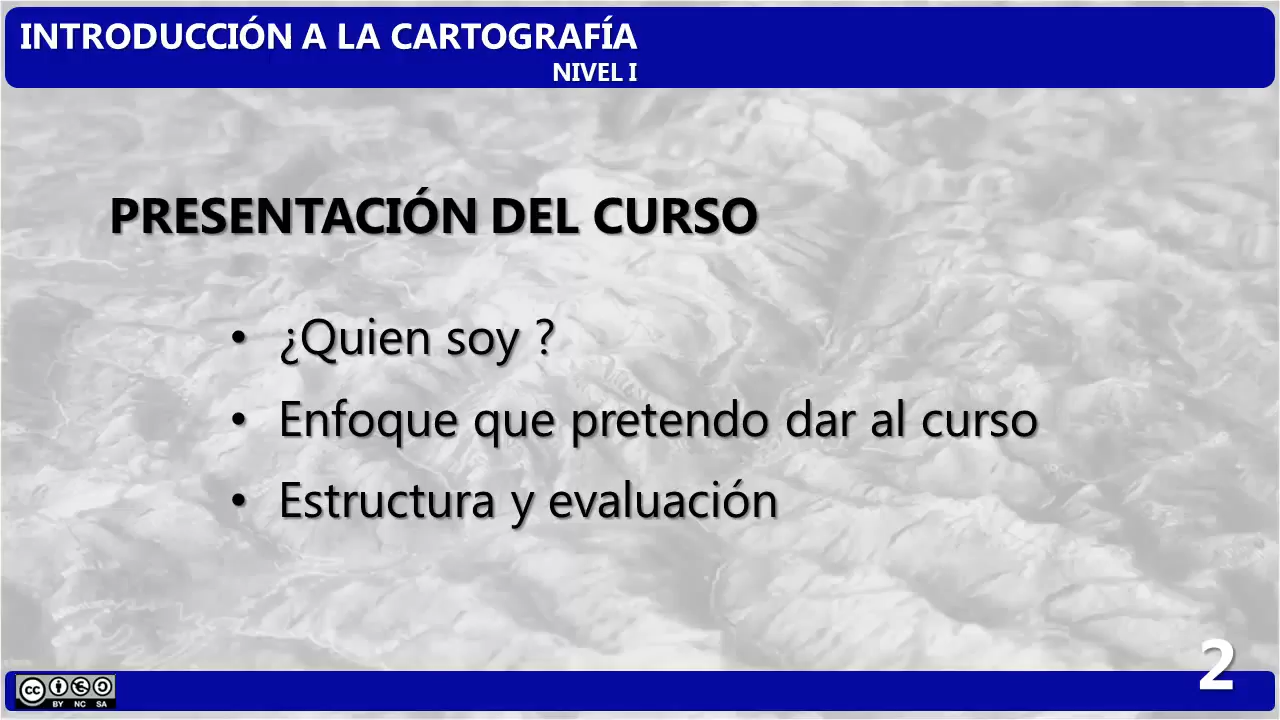 INTRODUCCIÓN A LA CARTOGRAFÍA
NIVEL I
PRESENTACIÓN DEL CURSO
• ¿Quien soy ?
• Enfoque que pretendo dar al curso
• Estructura y evaluación
2
cc
BY NC SA